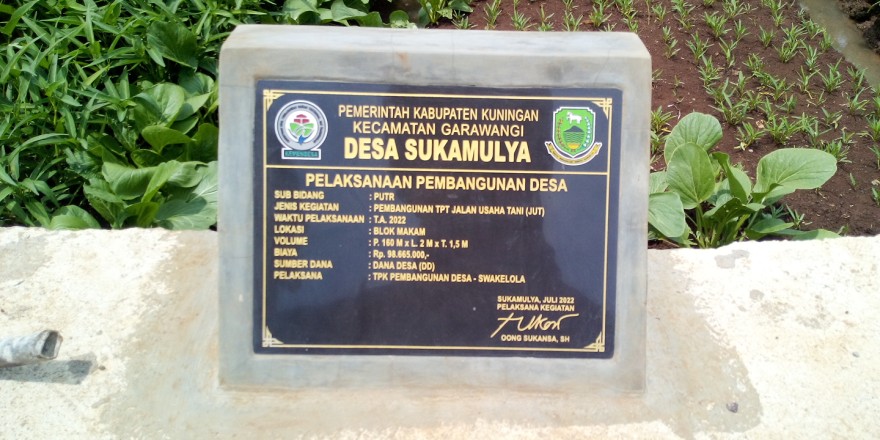 PEMERINTAH KABUPATEN KUNINGAN
KECAMATAN GARAWANGI
DESA SUKAMULYA
PELAKSANAAN PEMBANGUNAN DESA
SUB BIDANG : PUTR
JENIS KEGIATAN : PEMBANGUNAN TPT JALAN USAHA TANI (JUT)
WAKTU PELAKSANAAN : T.A. 2022
LOKASI : BLOK MAKAM
VOLUME : P. 160 M x L. 2 M x T. 1,5 M
BIAYA : Rp. 98.665.000,-
SUMBER DANA : DANA DESA (DD)
PELAKSANA : TPK PEMBANGUNAN DESA - SWAKELOLA
SUKAMULYA, JULI 2022
PELAKSANA KEGIATAN
OONG SUKANSA, SH